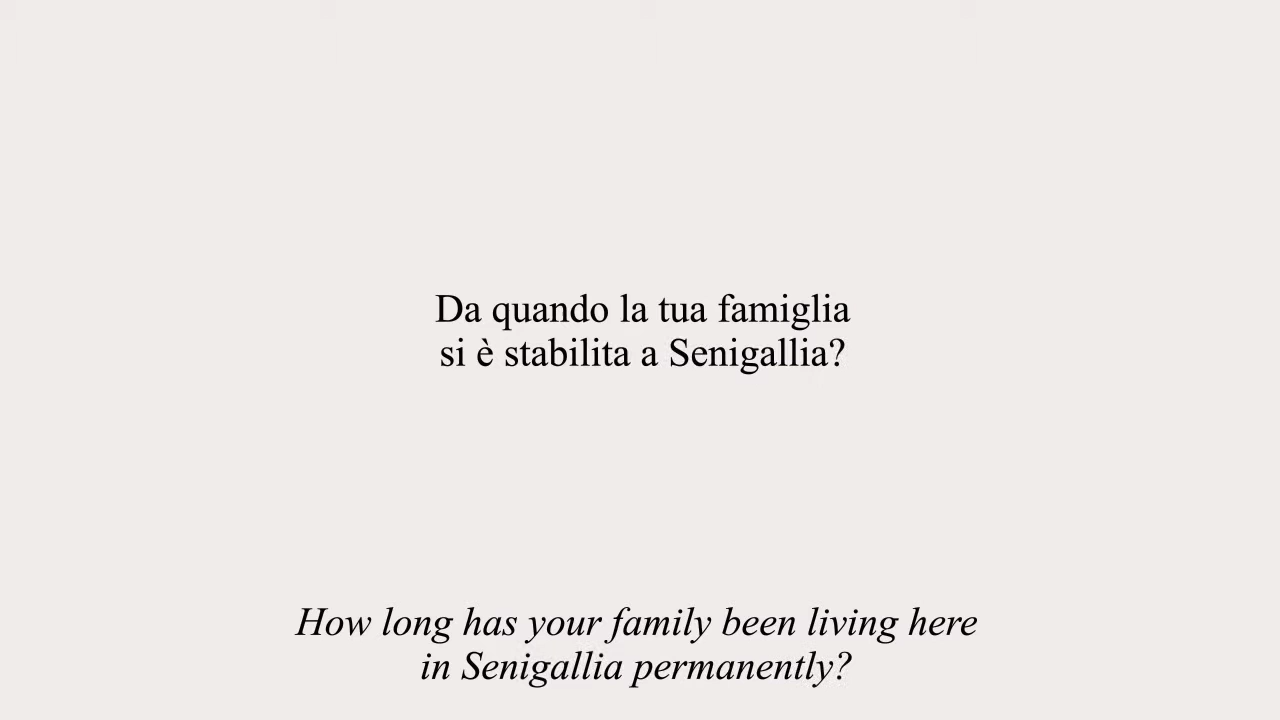 Da quando la tua famiglia
si è stabilita a Senigallia?
How long has your family been living here
in Senigallia permanently?